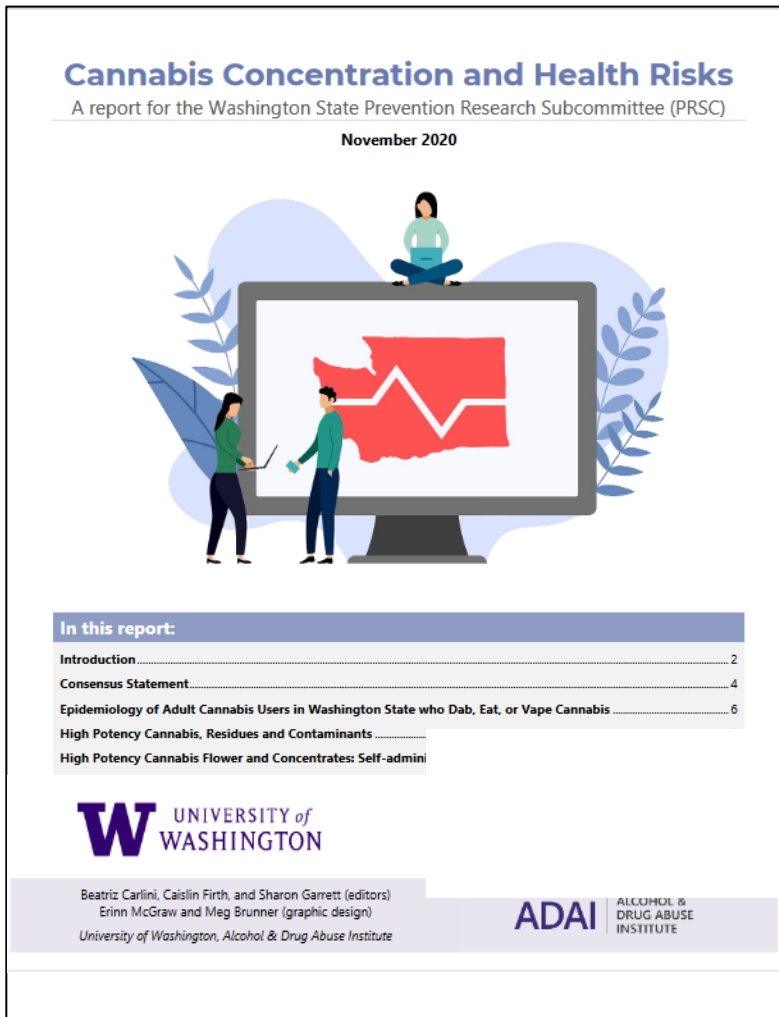 Cannabis Concentration and Health Risks
A report for the Washington State Prevention Research Subcommittee (PRSC)
November 2020
In this report:
Introduction 2
Consensus Statement 4
Epidemiology of Adult Cannabis Users in Washington State who Dab, Eat, or Vape Cannabis 6
High Potency Cannabis, Residues and Contaminants
High Potency Cannabis Flower and Concentrates:
W UNIVERSITY of
WASHINGTON
Beatriz Carlini, Caislin Firth, and Sharon Garrett (editors)
Erinn McGraw and Meg Brunner (graphic design)
University of Washington, Alcohol & Drug Abuse Institute
ADAI
ALCOHOL &
DRUG ABUSE
INSTITUTE